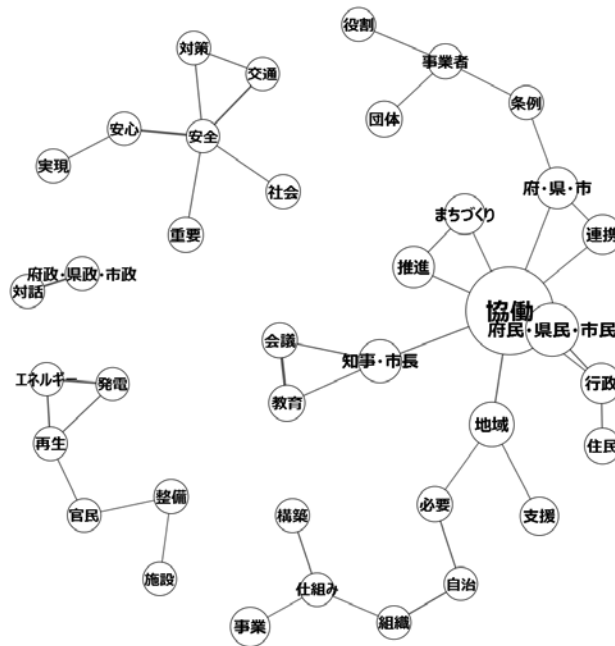 役割
事業者
団体
条例
府・県・市
連携
まちづくり
推進
協働
府民・県民・市民
行政
住民
知事・市長
会議
教育
地域
必要
支援
自治
組織
仕組み
構築
事業
対策
交通
安心
安全
実現
社会
重要
府政・県政・市政
対話
エネルギー
発電
再生
官民
整備
施設